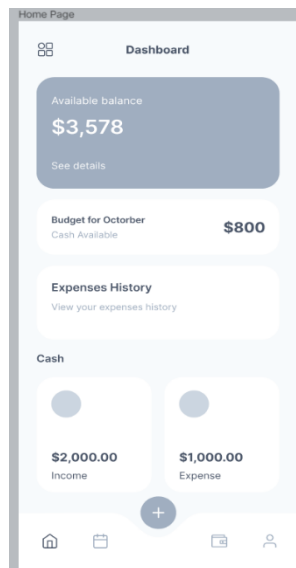 Home Page
Dashboard
Available balance
$3,578
See details
Budget for Octorber
Cash Available
$800
Expenses History
View your expenses history
Cash
$2,000.00
Income
$1,000.00
Expense